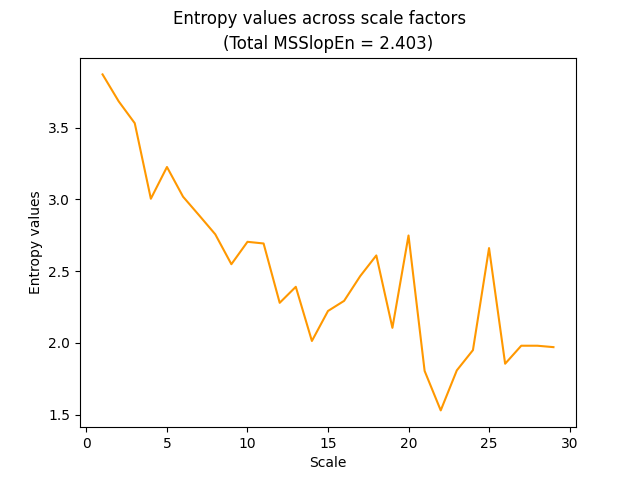 Entropy values across scale factors
(Total MSSlopEn = 2.403)
Entropy values
3.5
3.0
2.5
2.0
1.5
0 5 10 15 20 25 30
Scale